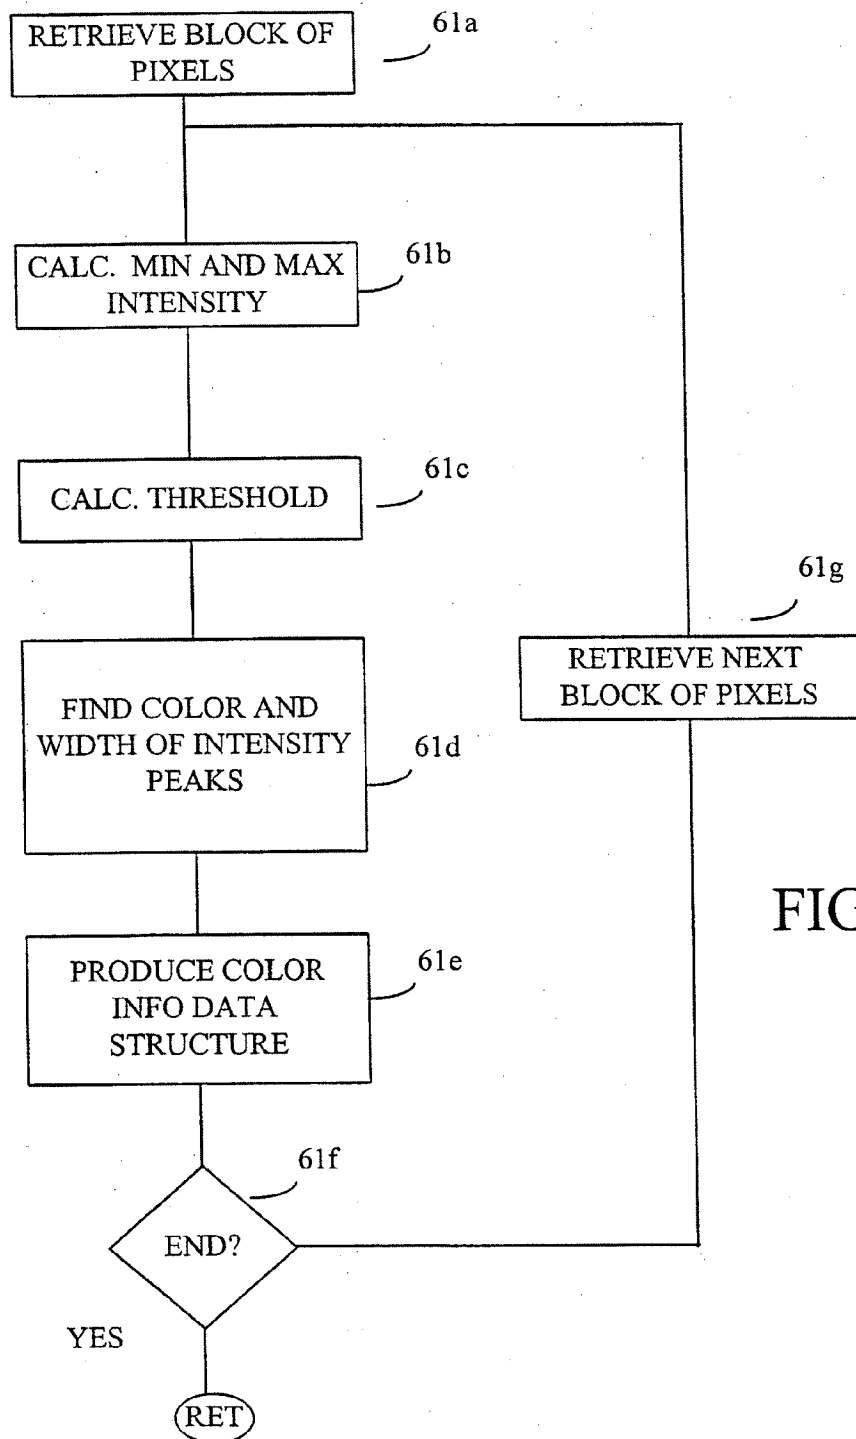 RETRIEVE BLOCK OF
PIXELS
61a
CALC. MIN AND MAX
INTENSITY
61b
CALC. THRESHOLD
61c
FIND COLOR AND
WIDTH OF INTENSITY
PEAKS
61d
61g
RETRIEVE NEXT
BLOCK OF PIXELS
FIG
PRODUCE COLOR
INFO DATA
STRUCTURE
61e
61f
END?
YES
RET